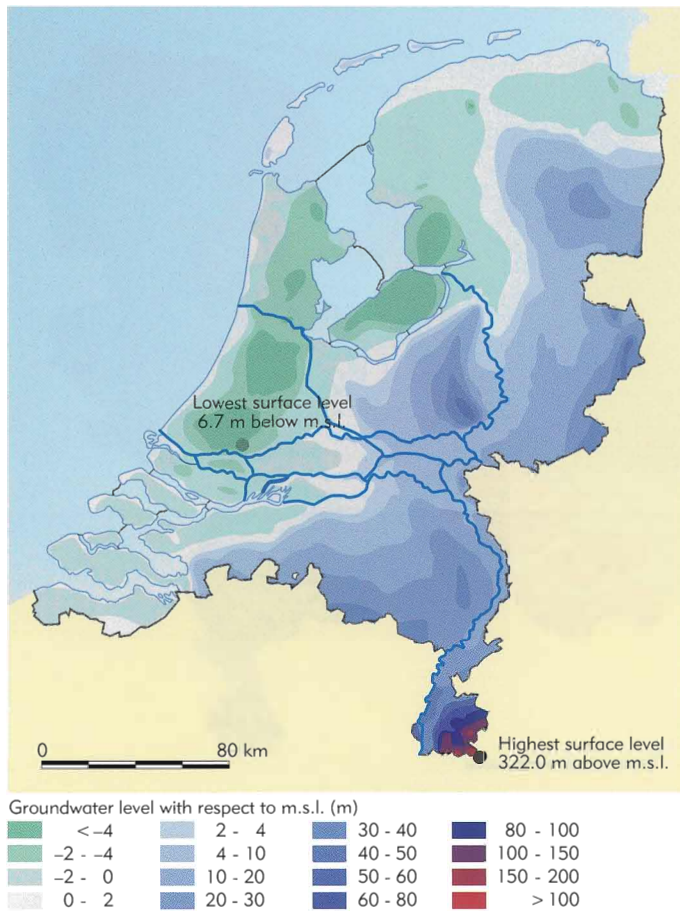 Lowest surface level
6.7 m below m.s.l.
0 80 km
Highest surface level
322.0 m above m.s.l.
Groundwater level with respect to m.s.l. (m)
<-4 2 - 4 30 - 40 80 - 100
-2 - -4 4 - 10 40 - 50 100 - 150
-2 - 0 10 - 20 50 - 60 150 - 200
0 - 2 20 - 30 60 - 80 > 100